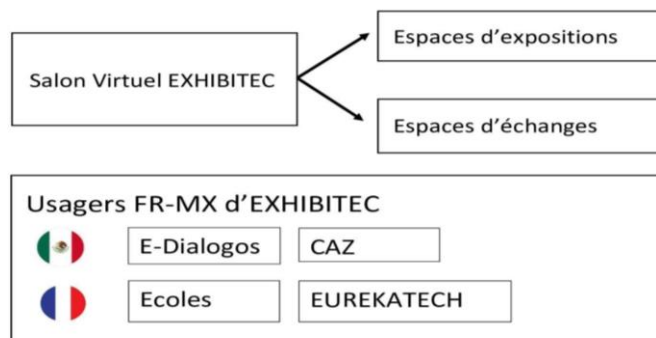 Espaces d'expositions
Salon Virtuel EXHIBITEC
Espaces d'échanges
Usagers FR-MX d'EXHIBITEC
E-Dialogos
CAZ
Ecoles
EUREKATECH